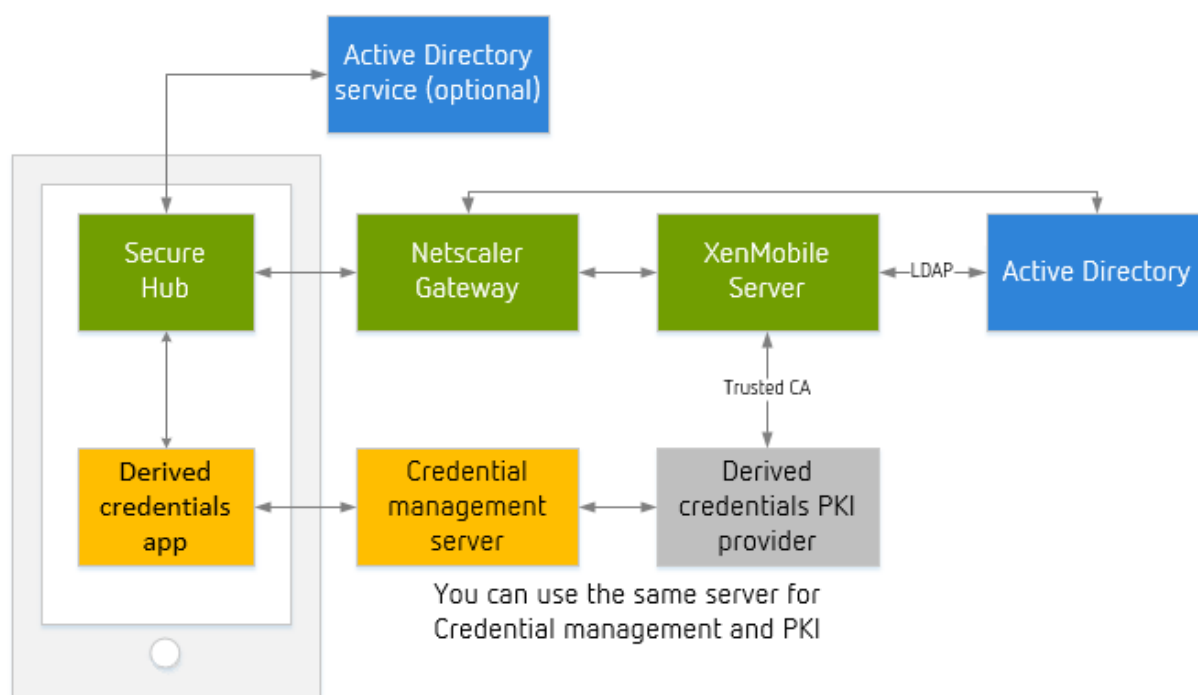 Active Directory
service (optional)
Secure
Hub
Netscaler
Gateway
XenMobile
Server
LDAP
Active Directory
Trusted CA
Derived
credentials
app
Credential
management
server
Derived
credentials PKI
provider
You can use the same server for
Credential management and PKI